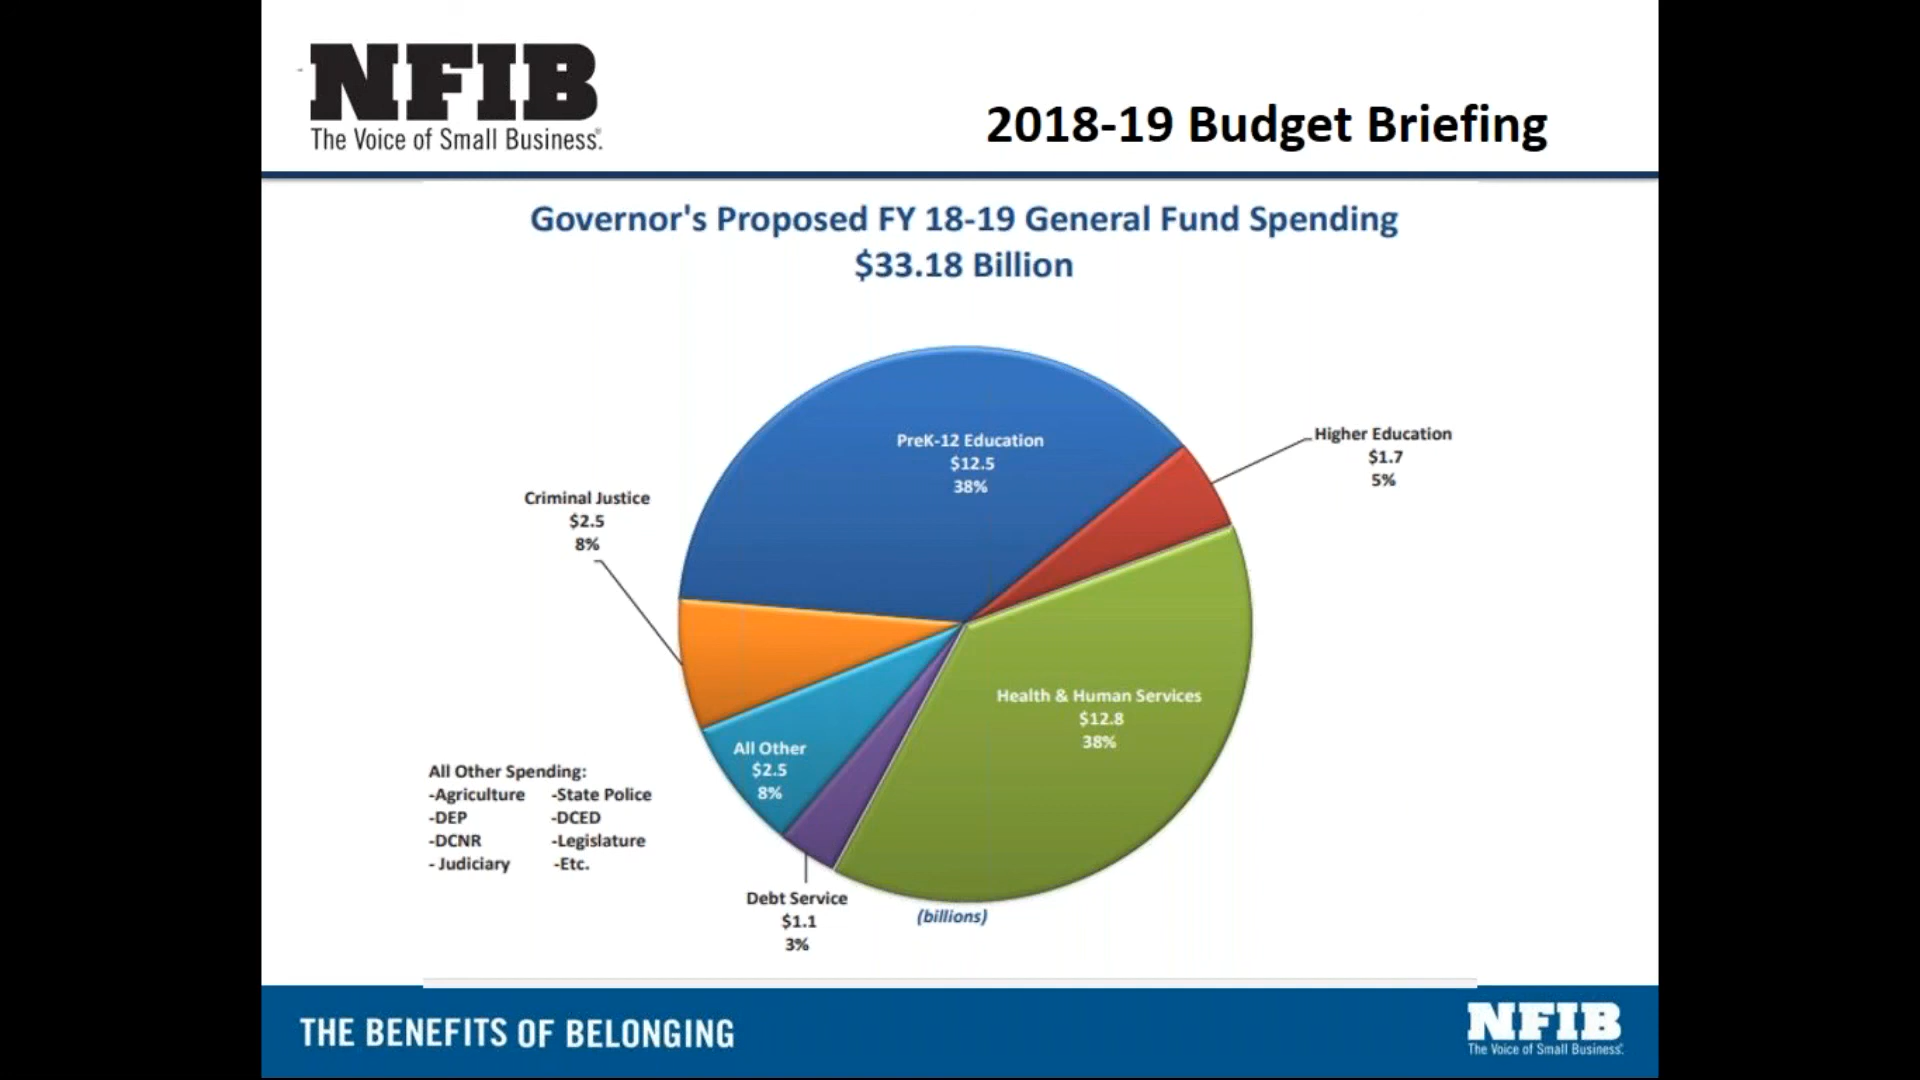 NFIB
The Voice of Small Business.®
2018-19 Budget Briefing
Governor's Proposed FY 18-19 General Fund Spending
$33.18 Billion
PreK-12 Education
$12.5
38%
Higher Education
$1.7
5%
Criminal Justice
$2.5
8%
Health & Human Services
$12.8
38%
All Other
$2.5
8%
All Other Spending:
-Agriculture -State Police
-DEP -DCED
-DCNR -Legislature
- Judiciary -Etc.
Debt Service
$1.1
3%
(billions)
THE BENEFITS OF BELONGING
NFIB
The Voice of Small Business.®